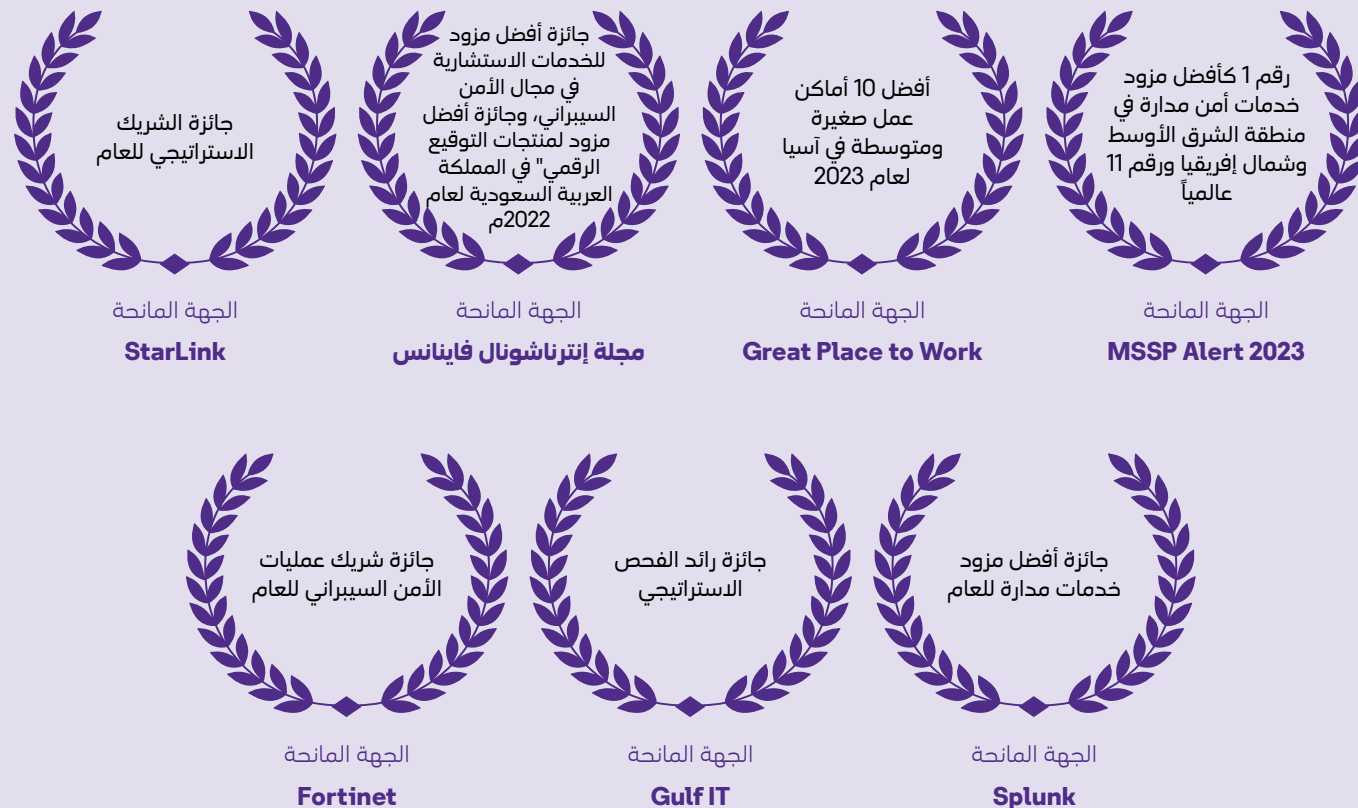 رقم 1 كأفضل مزود
خدمات أمن مدارة في
منطقة الشرق الأوسط
وشمال إفريقيا ورقم 11
عالمياً
الجهة المانحة
MSSP Alert 2023
أفضل 10 أماكن
عمل صغيرة
ومتوسطة في آسيا
لعام 2023
الجهة المانحة
Great Place to Work
جائزة أفضل مزود
للخدمات الاستشارية
في مجال الأمن
السيبراني، وجائزة أفضل
مزود لمنتجات التوقيع
الرقمي" في المملكة
العربية السعودية لعام
2022م
الجهة المانحة
مجلة إنترناشونال فاينانس
جائزة الشريك
الاستراتيجي للعام
الجهة المانحة
StarLink
جائزة أفضل مزود
خدمات مدارة للعام
الجهة المانحة
Splunk
جائزة رائد الفحص
الاستراتيجي
الجهة المانحة
Gulf IT
جائزة شريك عمليات
الأمن السيبراني للعام
الجهة المانحة
Fortinet